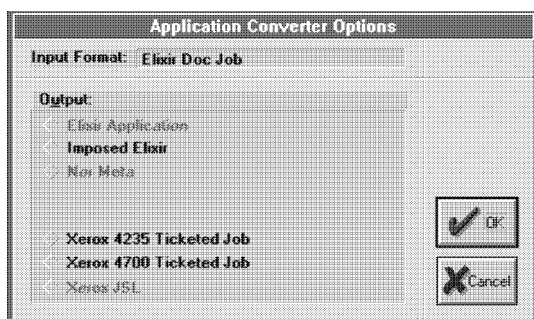 Application Converter Options
Input Format: Elixir Doc Job
Output:
Elixir Application
Imposed Elixir
Nor Meta
Xerox 4235 Ticketed Job
Xerox 4700 Ticketed Job
Xerox JSL
OK
Cancel